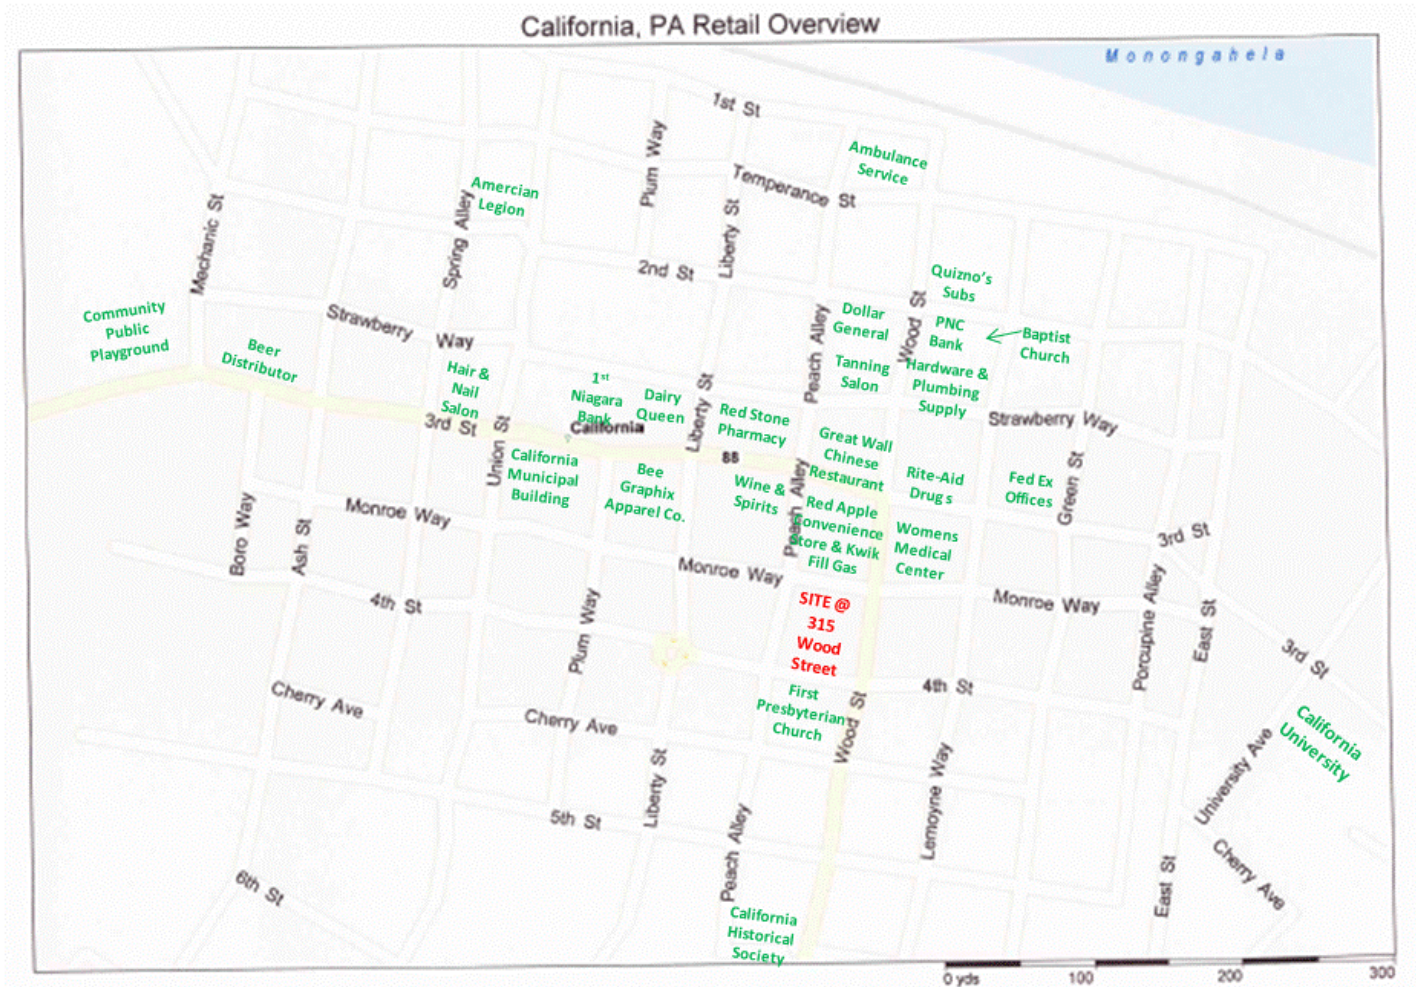 California, PA Retail Overview
Monongahela
1st St
Plum Way
Ambulance
Service
Temperance St
Amercian
Legion
Mechanic St
Spring Alley
Liberty St
2nd St
Quizno's
Subs
Community
Public
Playground
Strawberry Way
Peach Alley
Dollar
General
Wood St
PNC
Bank
Baptist
Church
Beer
Distributor
Hair &
Nail
Salon
1st
Niagara
Bank
Dairy
Queen
Liberty St
Tanning
Salon
Hardware &
Plumbing
Supply
Strawberry Way
3rd St
Union St
California
Red Stone
Pharmacy
88
Great Wall
Chinese
Restaurant
California
Municipal
Building
Bee
Graphix
Apparel Co.
Wine &
Spirits
Peach Alley
Rite-Aid
Drugs
Fed Ex
Offices
Green St
Boro Way
Ash St
Monroe Way
Red Apple
Convenience
Store & Kwik
Fill Gas
Womens
Medical
Center
3rd St
Monroe Way
SITE @
315
Wood
Street
Monroe Way
4th St
Plum Way
Porcupine Alley
East St
3rd St
Cherry Ave
Cherry Ave
First
Presbyterian
Church
Wood St
4th St
California
University
University Ave
Liberty St
Lemoyne Way
5th St
Peach Alley
6th St
East St
Cherry Ave
California
Historical
Society
0 yds 100 200 300